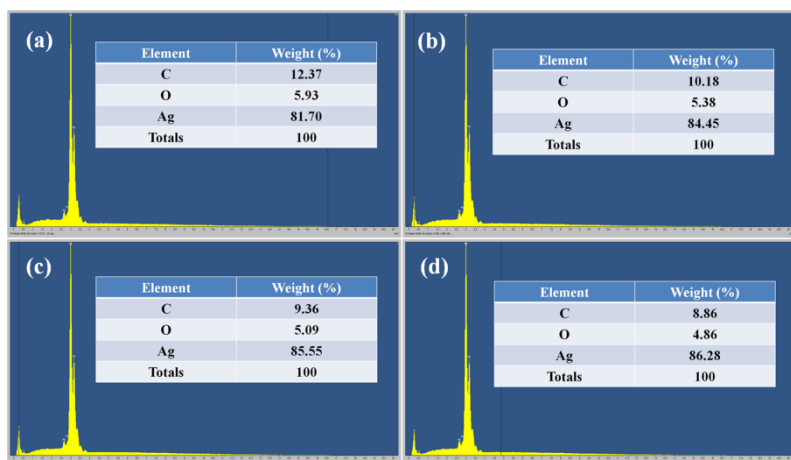 (a)
Element Weight (%)
C 12.37
O 5.93
Ag 81.70
Totals 100
(b)
Element Weight (%)
C 10.18
O 5.38
Ag 84.45
Totals 100
(c)
Element Weight (%)
C 9.36
O 5.09
Ag 85.55
Totals 100
(d)
Element Weight (%)
C 8.86
O 4.86
Ag 86.28
Totals 100